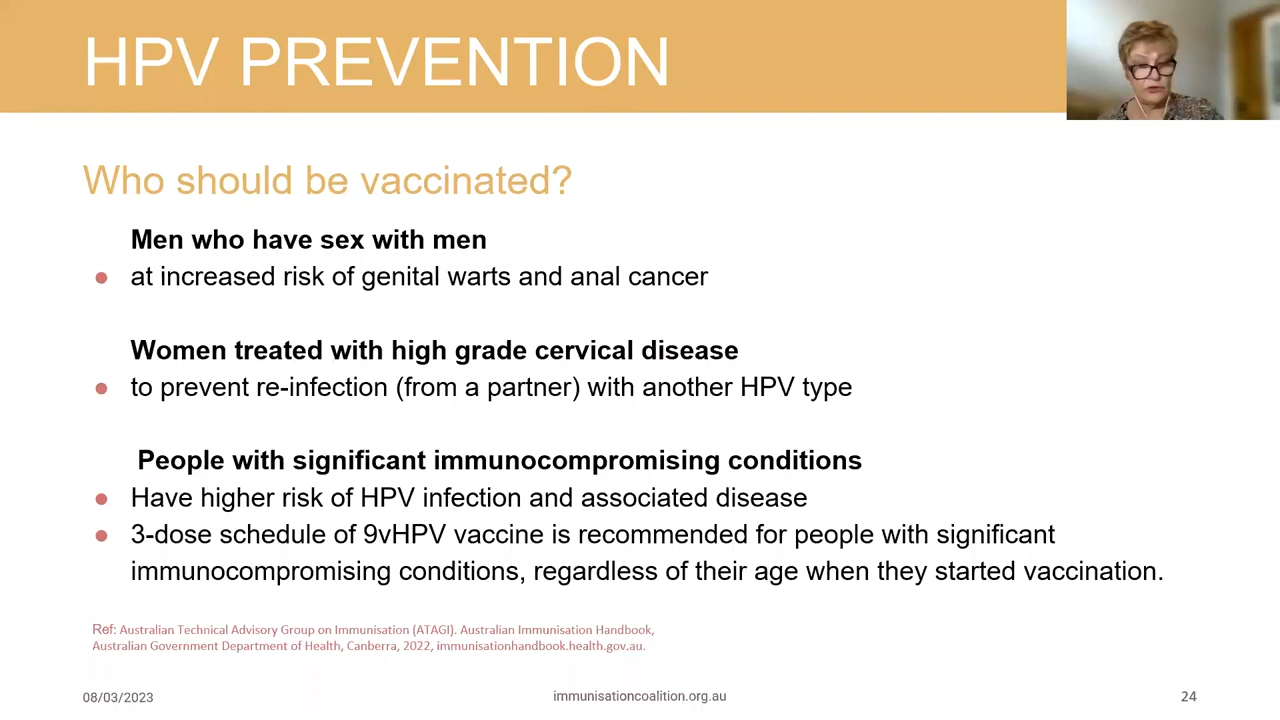 HPV PREVENTION
Who should be vaccinated?
Men who have sex with men
● at increased risk of genital warts and anal cancer
Women treated with high grade cervical disease
● to prevent re-infection (from a partner) with another HPV type
People with significant immunocompromising conditions
● Have higher risk of HPV infection and associated disease
● 3-dose schedule of 9vHPV vaccine is recommended for people with significant
immunocompromising conditions, regardless of their age when they started vaccination.
Ref: Australian Technical Advisory Group on Immunisation (ATAGI). Australian Immunisation Handbook,
Australian Government Department of Health, Canberra, 2022, immunisationhandbook.health.gov.au.
08/03/2023
immunisationcoalition.org.au
24